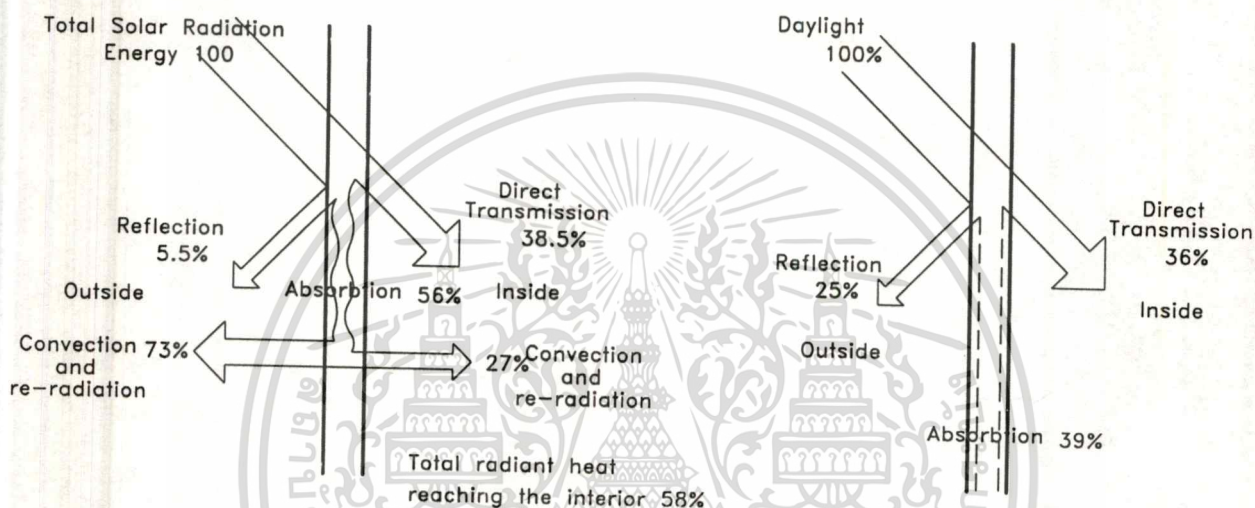 Total Solar Radiation
Energy 100
Reflection
5.5%
Direct
Transmission
38.5%
Outside
Absorbtion 56%
Inside
Convection 73%
and
re-radiation
27% Convection
and
re-radiation
Total radiant heat
reaching the interior 58%
Daylight
100%
Reflection
25%
Direct
Transmission
36%
Inside
Outside
Absorbtion 39%